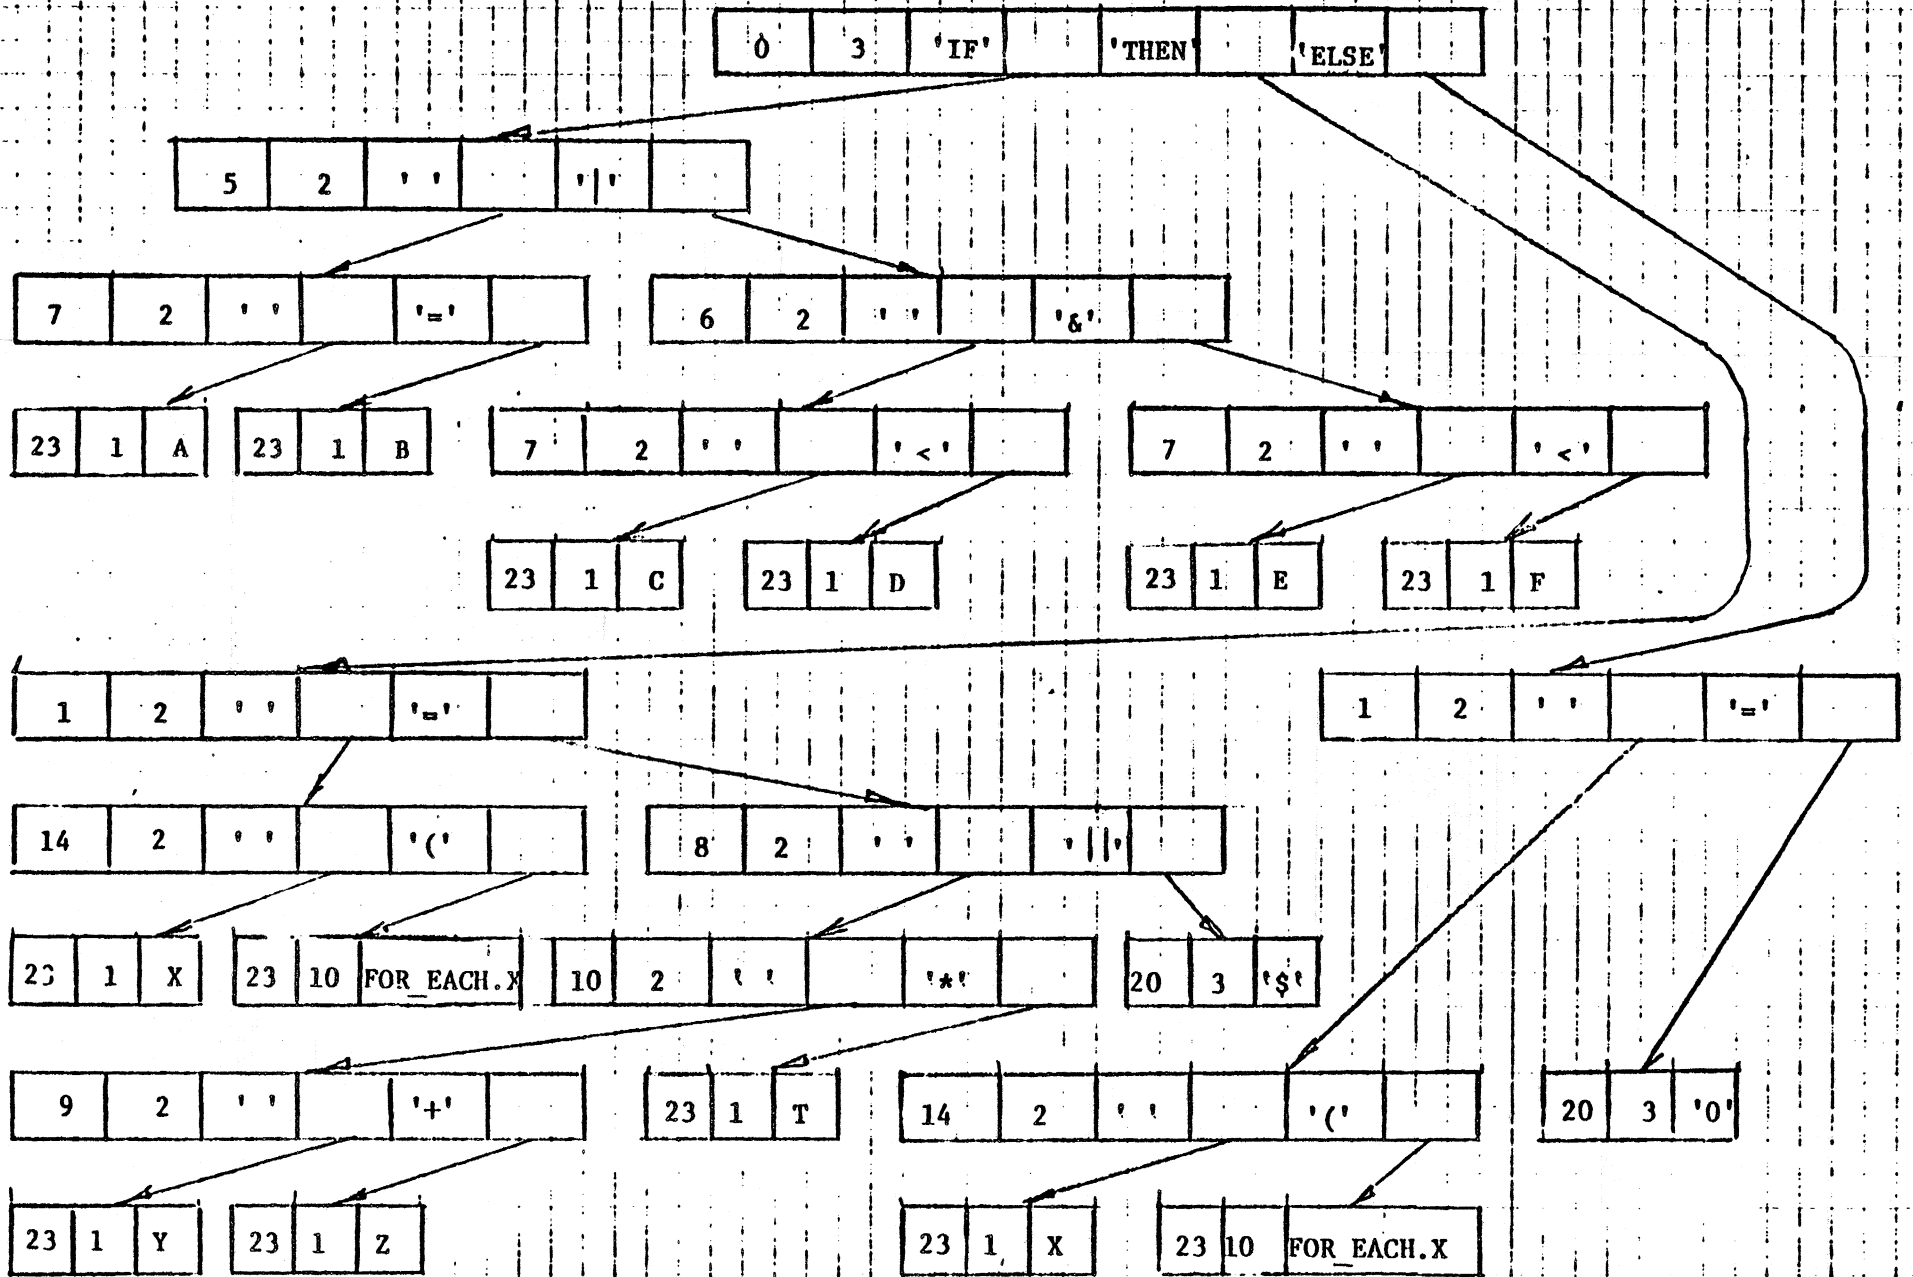 0 3 'IF' 'THEN' 'ELSE'
5 2 ' ' '|'
7 2 ' ' '=' 6 2 ' ' '&'
23 1 A 23 1 B 7 2 ' ' '<' 7 2 ' ' '<'
23 1 C 23 1 D 23 1 E 23 1 F
1 2 ' ' '=' 1 2 ' ' '='
14 2 ' ' '(' 8 2 ' ' '||'
23 1 X 23 10 FOR_EACH.X 10 2 ' ' '*' 20 3 '$'
9 2 ' ' '+' 23 1 T 14 2 ' ' '(' 20 3 '0'
23 1 Y 23 1 Z 23 1 X 23 10 FOR_EACH.X